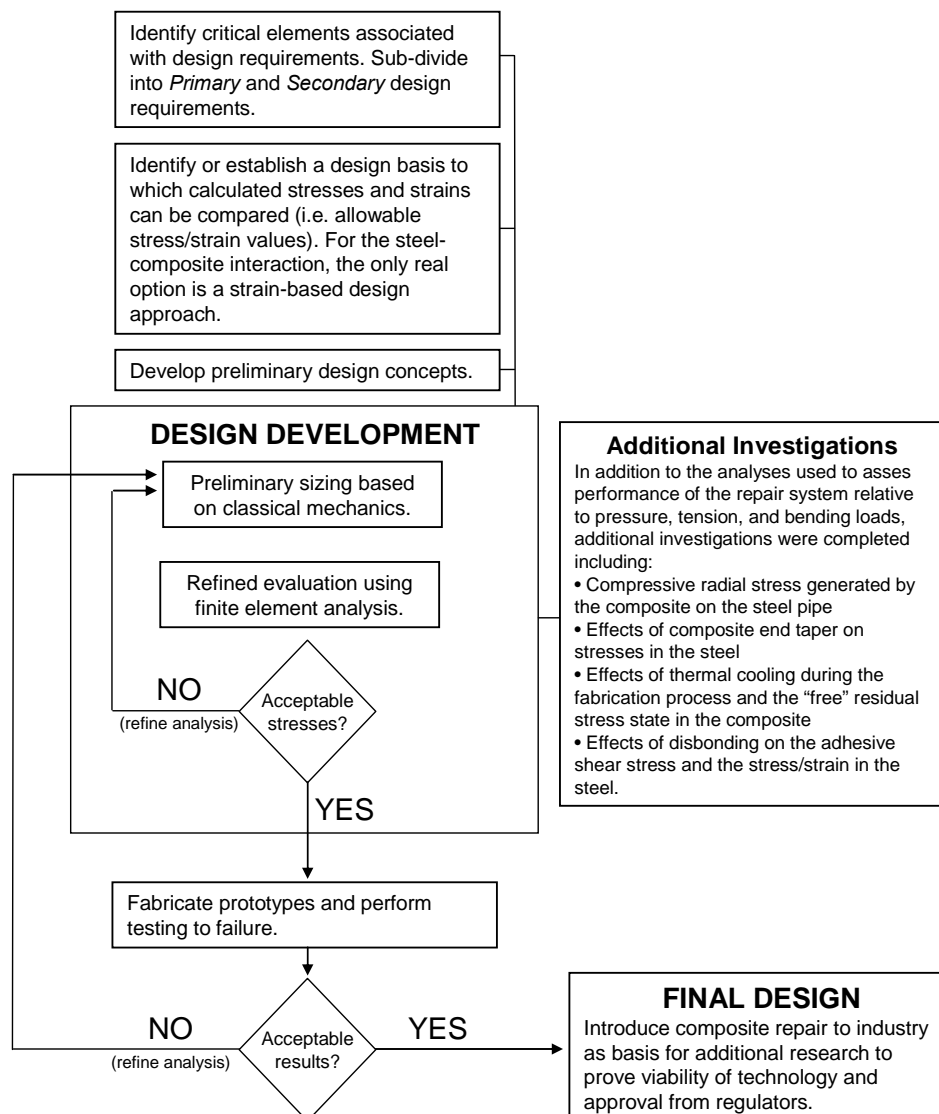 Identify critical elements associated
with design requirements. Sub-divide
into Primary and Secondary design
requirements.
Identify or establish a design basis to
which calculated stresses and strains
can be compared (i.e. allowable
stress/strain values). For the steel-
composite interaction, the only real
option is a strain-based design
approach.
Develop preliminary design concepts.
DESIGN DEVELOPMENT
Preliminary sizing based
on classical mechanics.
Refined evaluation using
finite element analysis.
Acceptable
stresses?
NO
(refine analysis)
YES
Additional Investigations
In addition to the analyses used to asses
performance of the repair system relative
to pressure, tension, and bending loads,
additional investigations were completed
including:
• Compressive radial stress generated by
the composite on the steel pipe
• Effects of composite end taper on
stresses in the steel
• Effects of thermal cooling during the
fabrication process and the “free” residual
stress state in the composite
• Effects of disbonding on the adhesive
shear stress and the stress/strain in the
steel.
Fabricate prototypes and perform
testing to failure.
Acceptable
results?
NO
(refine analysis)
YES
FINAL DESIGN
Introduce composite repair to industry
as basis for additional research to
prove viability of technology and
approval from regulators.